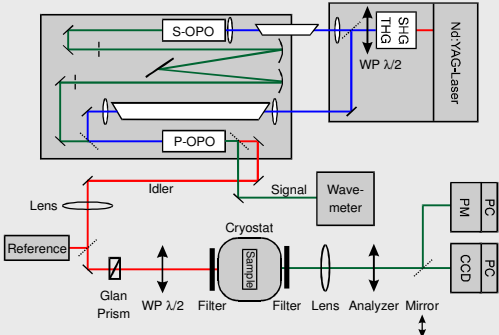 S-OPO
SHG
THG
Nd:YAG-Laser
WP λ/2
P-OPO
Idler
Signal
Wave-
meter
Lens
Reference
Cryostat
Sample
PM
PC
CCD
PC
Glan
Prism
WP λ/2
Filter
Filter
Lens
Analyzer
Mirror